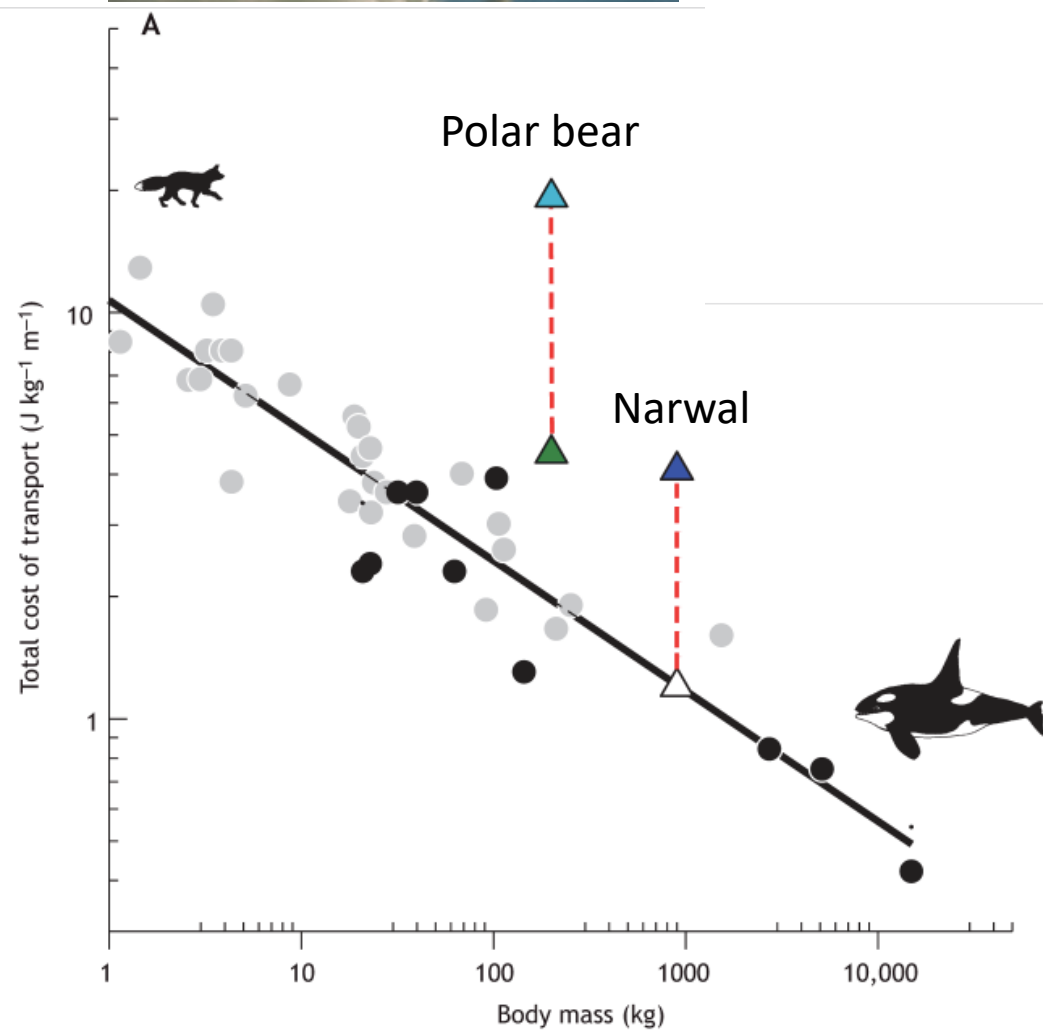 A
Polar bear
Narwal
Total cost of transport (J kg⁻¹ m⁻¹)
10
1
1
10
100
1000
10,000
Body mass (kg)